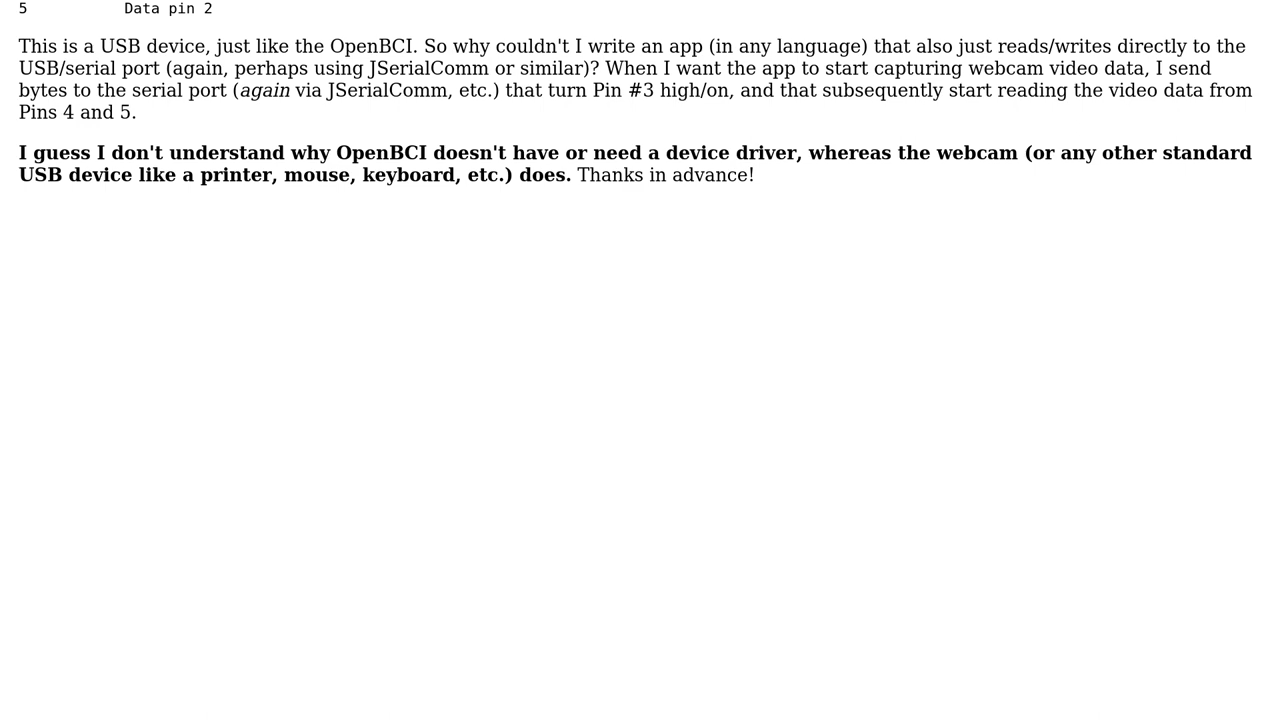 5 Data pin 2
This is a USB device, just like the OpenBCI. So why couldn't I write an app (in any language) that also just reads/writes directly to the
USB/serial port (again, perhaps using JSerialComm or similar)? When I want the app to start capturing webcam video data, I send
bytes to the serial port (again via JSerialComm, etc.) that turn Pin #3 high/on, and that subsequently start reading the video data from
Pins 4 and 5.
I guess I don't understand why OpenBCI doesn't have or need a device driver, whereas the webcam (or any other standard
USB device like a printer, mouse, keyboard, etc.) does. Thanks in advance!